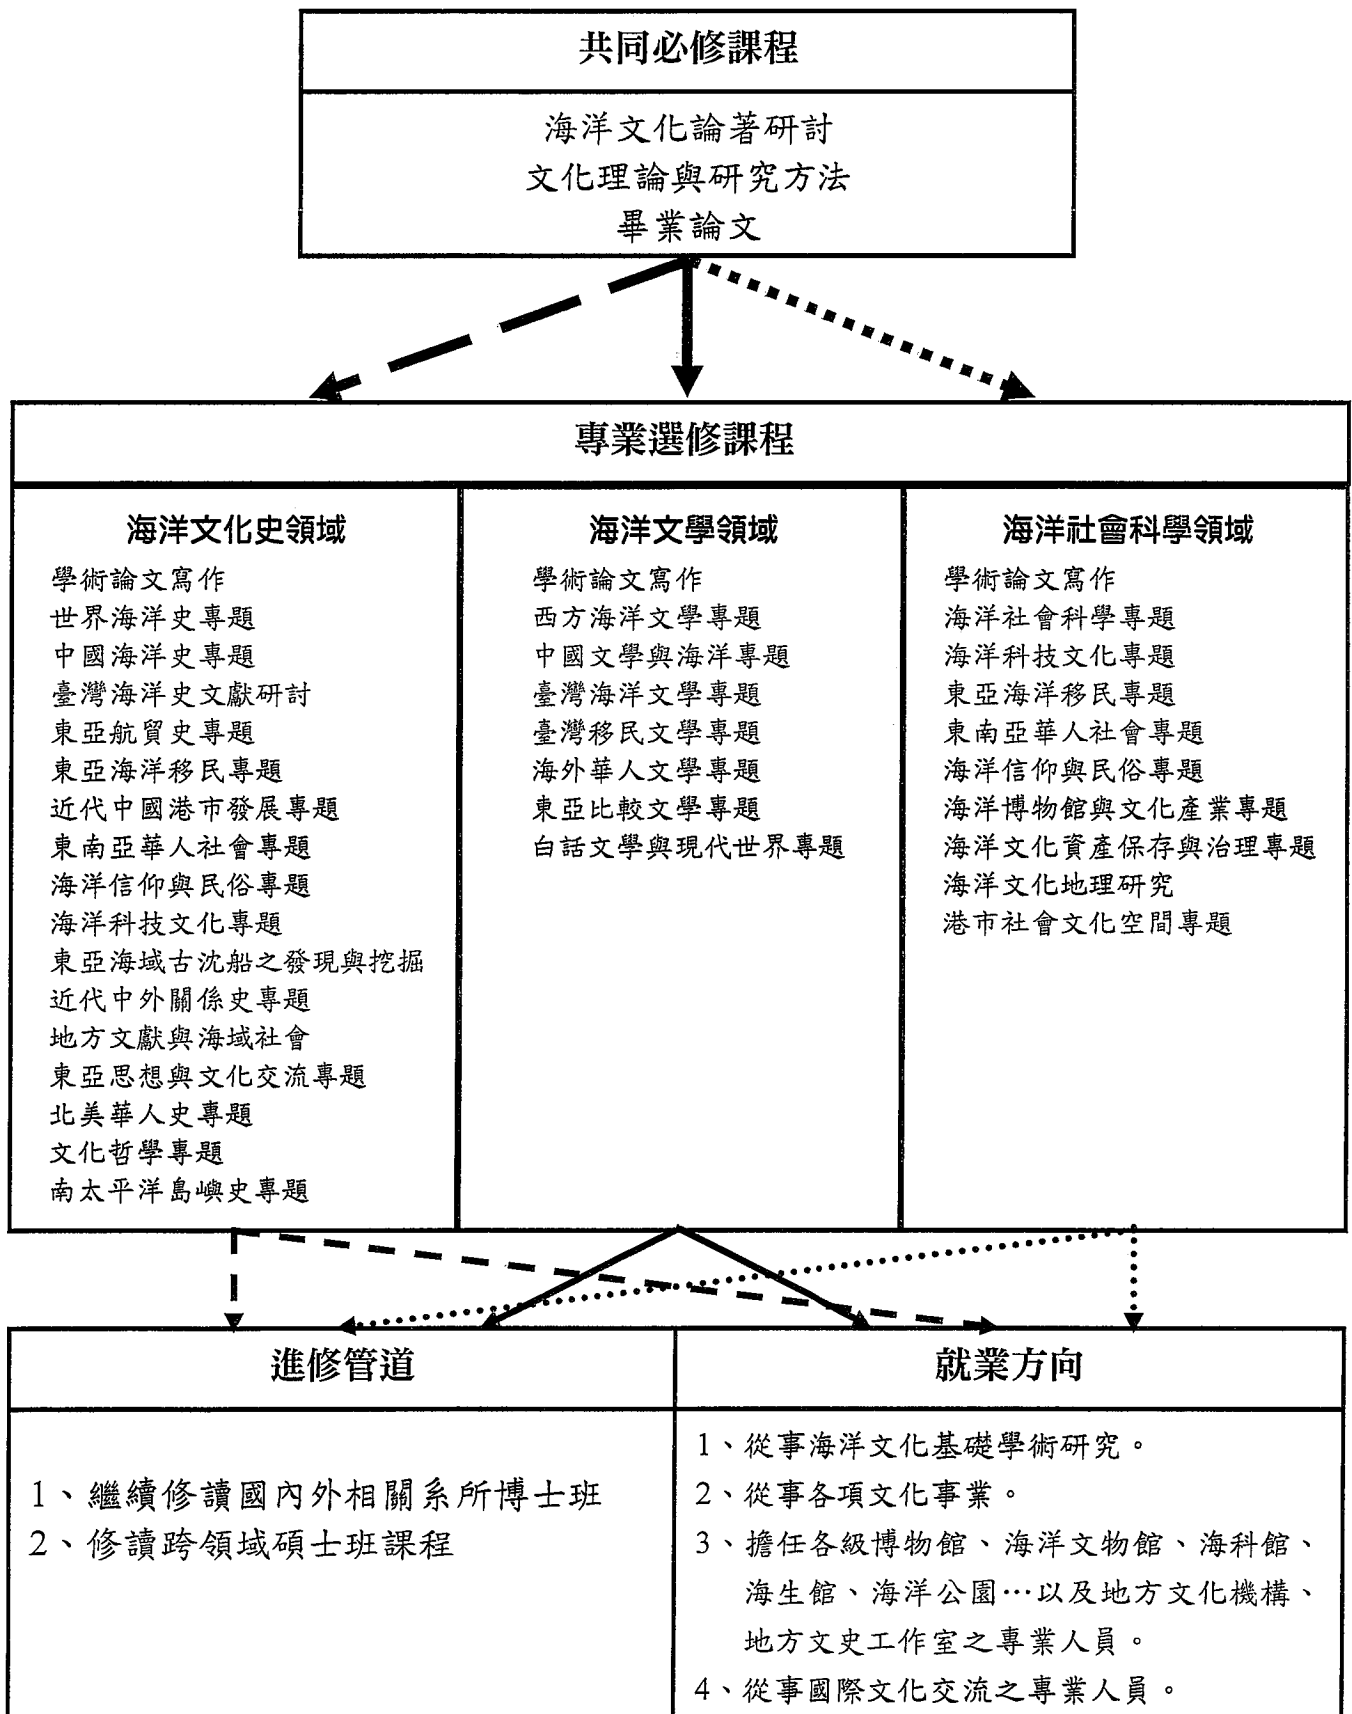 共同必修課程
海洋文化論著研討
文化理論與研究方法
畢業論文
專業選修課程
海洋文化史領域
學術論文寫作
世界海洋史專題
中國海洋史專題
臺灣海洋史文獻研討
東亞航貿史專題
東亞海洋移民專題
近代中國港市發展專題
東南亞華人社會專題
海洋信仰與民俗專題
海洋科技文化專題
東亞海域古沈船之發現與挖掘
近代中外關係史專題
地方文獻與海域社會
東亞思想與文化交流專題
北美華人史專題
文化哲學專題
南太平洋島嶼史專題
海洋文學領域
學術論文寫作
西方海洋文學專題
中國文學與海洋專題
臺灣海洋文學專題
臺灣移民文學專題
海外華人文學專題
東亞比較文學專題
白話文學與現代世界專題
海洋社會科學領域
學術論文寫作
海洋社會科學專題
海洋科技文化專題
東亞海洋移民專題
東南亞華人社會專題
海洋信仰與民俗專題
海洋博物館與文化產業專題
海洋文化資產保存與治理專題
海洋文化地理研究
港市社會文化空間專題
進修管道
1、繼續修讀國內外相關系所博士班
2、修讀跨領域碩士班課程
就業方向
1、從事海洋文化基礎學術研究。
2、從事各項文化事業。
3、擔任各級博物館、海洋文物館、海科館、
海生館、海洋公園…以及地方文化機構、
地方文史工作室之專業人員。
4、從事國際文化交流之專業人員。